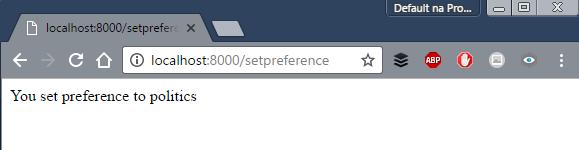 Default na Pro...
localhost:8000/setprefere
localhost:8000/setpreference
ABP
You set preference to politics